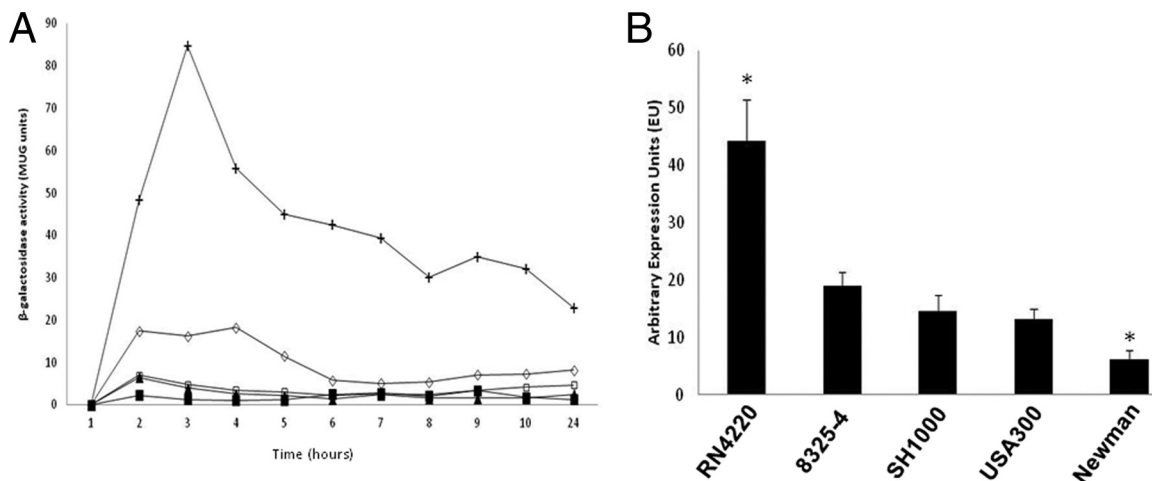 A
β-galactosidase activity (MUG units)
90
80
70
60
50
40
30
20
10
0
1 2 3 4 5 6 7 8 9 10 24
Time (hours)
B
Arbitrary Expression Units (EU)
60
50
40
30
20
10
0
*
*
RN4220 8325-4 SH1000 USA300 Newman